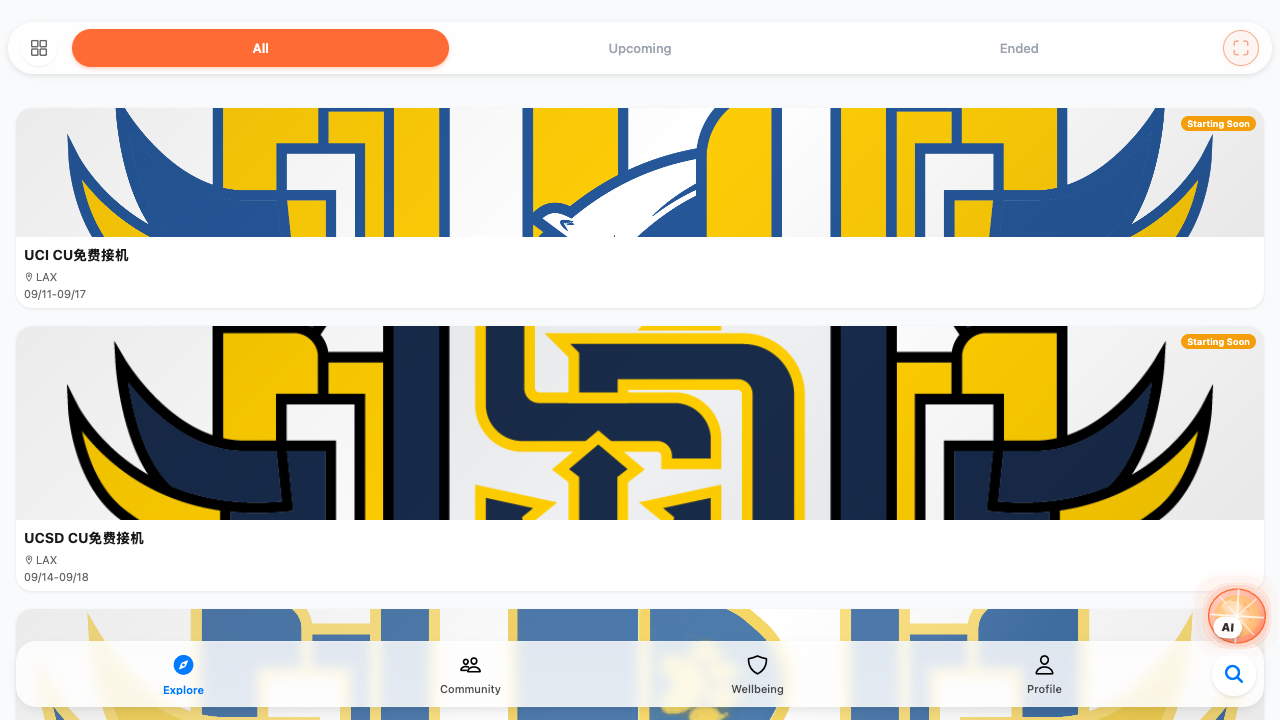 All
Upcoming
Ended
Starting Soon
UCI CU免费接机
LAX
09/11-09/17
Starting Soon
UCSD CU免费接机
LAX
09/14-09/18
AI
Explore
Community
Wellbeing
Profile